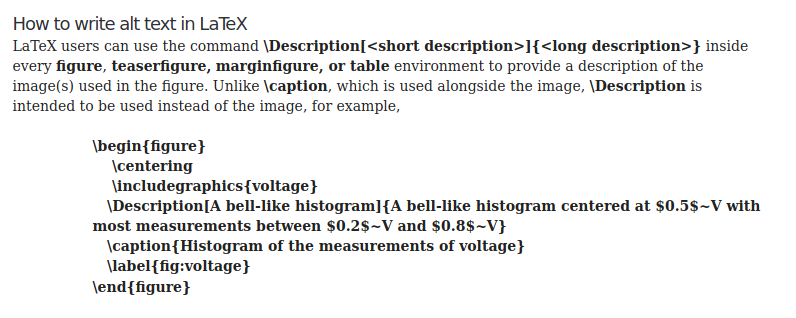 How to write alt text in LaTeX
LaTeX users can use the command \Description[<short description>]{<long description>} inside
every figure, teaserfigure, marginfigure, or table environment to provide a description of the
image(s) used in the figure. Unlike \caption, which is used alongside the image, \Description is
intended to be used instead of the image, for example,
\begin{figure}
\centering
\includegraphics{voltage}
\Description[A bell-like histogram]{A bell-like histogram centered at $0.5$~V with
most measurements between $0.2$~V and $0.8$~V}
\caption{Histogram of the measurements of voltage}
\label{fig:voltage}
\end{figure}